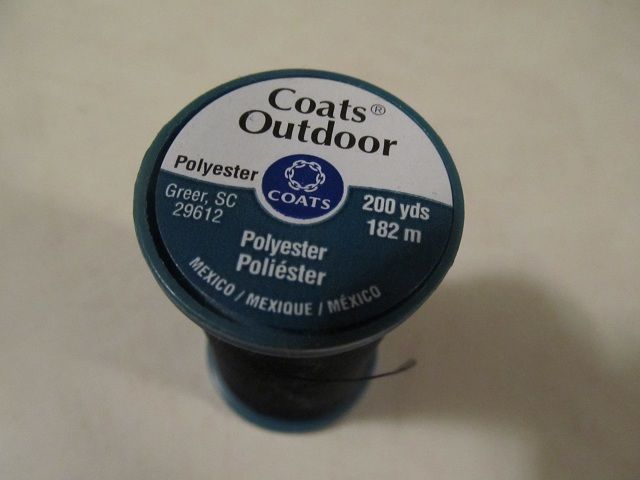 Coats®
Outdoor
Polyester
COATS
Greer, SC
29612
200 yds
182 m
Polyester
Poliéster
MEXICO / MEXIQUE / MÉXICO